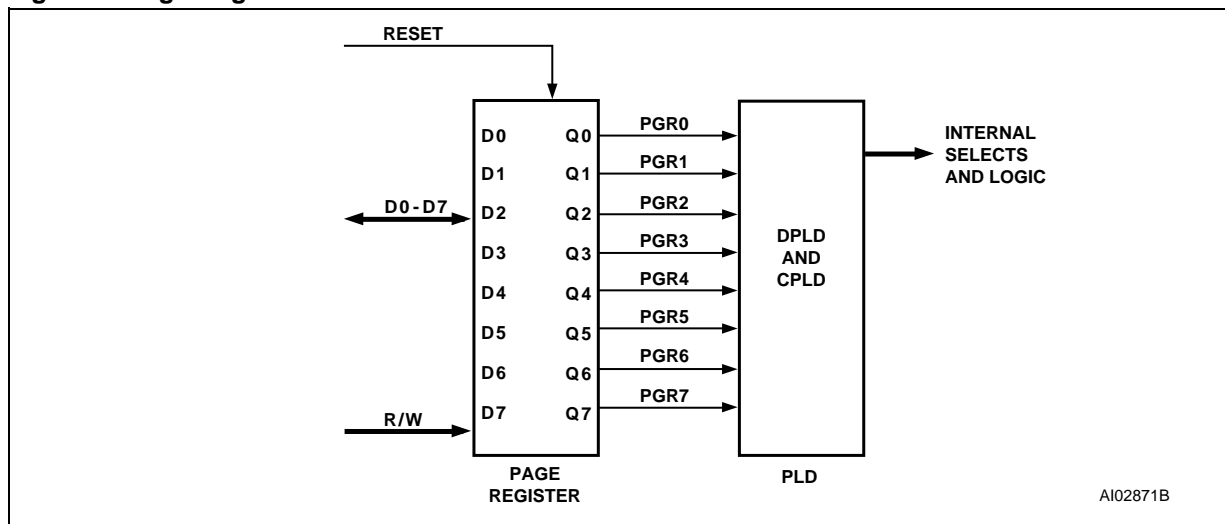 RESET
D0 Q0 PGR0
D1 Q1 PGR1
D0-D7 D2 Q2 PGR2
D3 Q3 PGR3
D4 Q4 PGR4
D5 Q5 PGR5
D6 Q6 PGR6
R/W D7 Q7 PGR7
DPLD
AND
CPLD
INTERNAL
SELECTS
AND LOGIC
PAGE
REGISTER
PLD
AI02871B